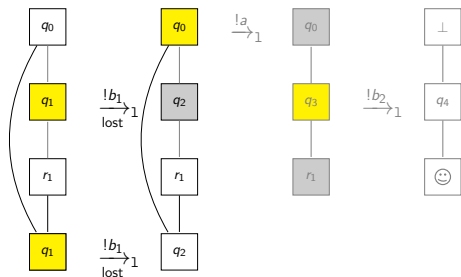 q₀ q₀ !a q₀ ⊥
→₁
q₁ !b₁ q₂ q₃ !b₂ q₄
→₁ →₁
lost
r₁ r₁ r₁ ☺
q₁ !b₁ q₂
→₁
lost